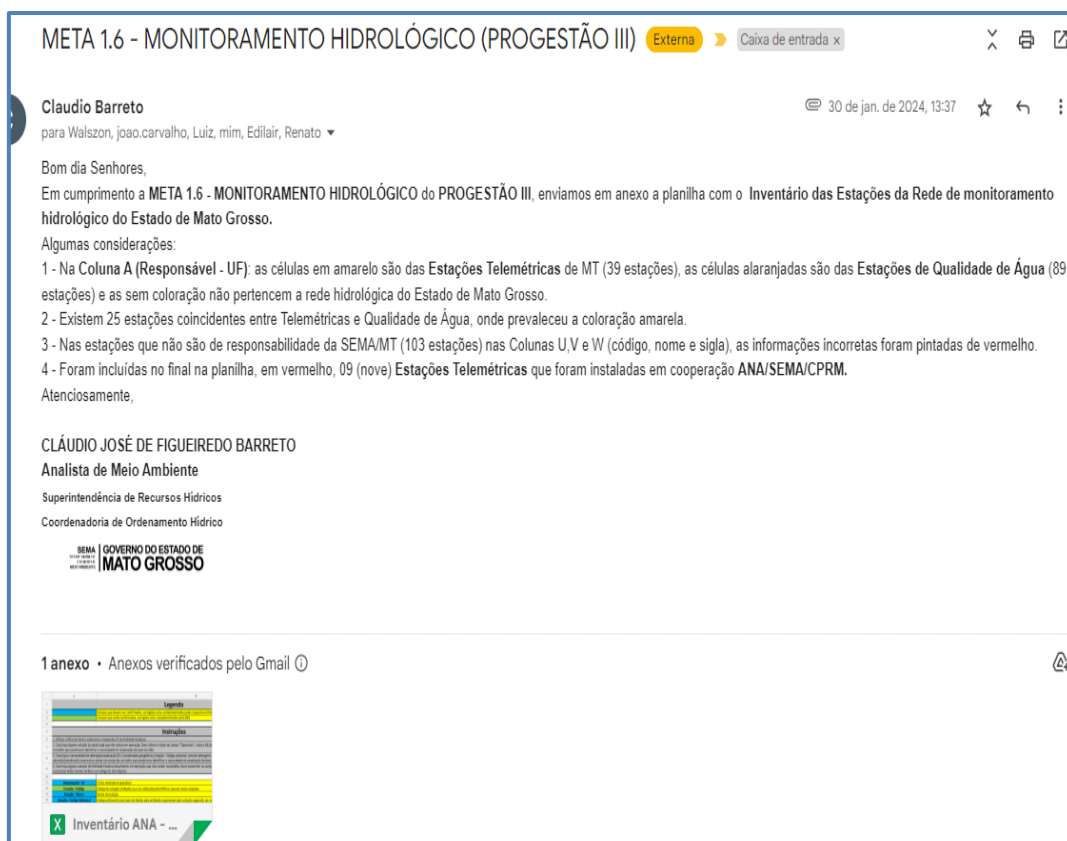 META 1.6 - MONITORAMENTO HIDROLÓGICO (PROGESTÃO III) Externa Caixa de entrada ×
Claudio Barreto 30 de jan. de 2024, 13:37
para Walszon, joao.carvalho, Luiz, mim, Edilair, Renato
Bom dia Senhores,
Em cumprimento a META 1.6 - MONITORAMENTO HIDROLÓGICO do PROGESTÃO III, enviamos em anexo a planilha com o Inventário das Estações da Rede de monitoramento
hidrológico do Estado de Mato Grosso.
Algumas considerações:
1 - Na Coluna A (Responsável - UF): as células em amarelo são das Estações Telemétricas de MT (39 estações), as células alaranjadas são das Estações de Qualidade de Água (89
estações) e as sem coloração não pertencem a rede hidrológica do Estado de Mato Grosso.
2 - Existem 25 estações coincidentes entre Telemétricas e Qualidade de Água, onde prevaleceu a coloração amarela.
3 - Nas estações que não são de responsabilidade da SEMA/MT (103 estações) nas Colunas U,V e W (código, nome e sigla), as informações incorretas foram pintadas de vermelho.
4 - Foram incluídas no final na planilha, em vermelho, 09 (nove) Estações Telemétricas que foram instaladas em cooperação ANA/SEMA/CPRM.
Atenciosamente,
CLÁUDIO JOSÉ DE FIGUEIREDO BARRETO
Analista de Meio Ambiente
Superintendência de Recursos Hídricos
Coordenadoria de Ordenamento Hídrico
SEMA GOVERNO DO ESTADO DE
MATO GROSSO
1 anexo • Anexos verificados pelo Gmail
Legenda
Instruções
X Inventário ANA - ...